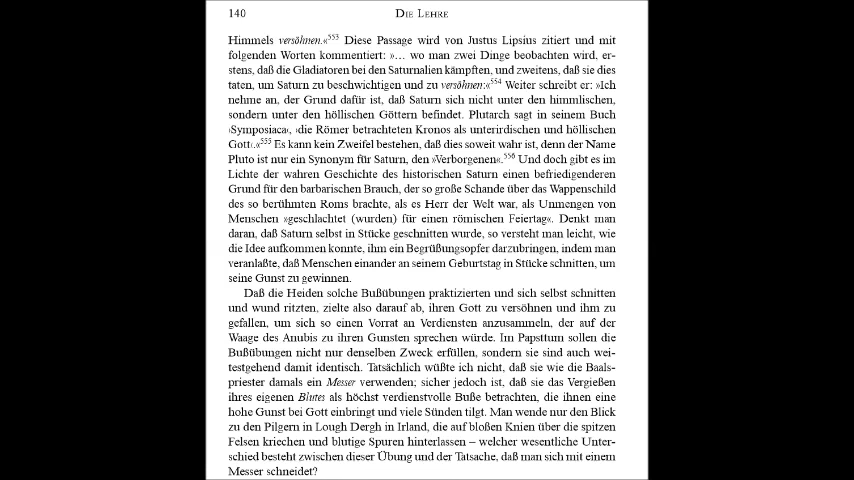 140 DIE LEHRE
Himmels versöhnen.«553 Diese Passage wird von Justus Lipsius zitiert und mit
folgenden Worten kommentiert: »... wo man zwei Dinge beobachten wird, er-
stens, daß die Gladiatoren bei den Saturnalien kämpften, und zweitens, daß sie dies
taten, um Saturn zu beschwichtigen und zu versöhnen:«554 Weiter schreibt er: »Ich
nehme an, der Grund dafür ist, daß Saturn sich nicht unter den himmlischen,
sondern unter den höllischen Göttern befindet. Plutarch sagt in seinem Buch
›Symposiaca‹, ›die Römer betrachteten Kronos als unterirdischen und höllischen
Gott‹.«555 Es kann kein Zweifel bestehen, daß dies soweit wahr ist, denn der Name
Pluto ist nur ein Synonym für Saturn, den »Verborgenen«.556 Und doch gibt es im
Lichte der wahren Geschichte des historischen Saturn einen befriedigenderen
Grund für den barbarischen Brauch, der so große Schande über das Wappenschild
des so berühmten Roms brachte, als es Herr der Welt war, als Unmengen von
Menschen »geschlachtet (wurden) für einen römischen Feiertag«. Denkt man
daran, daß Saturn selbst in Stücke geschnitten wurde, so versteht man leicht, wie
die Idee aufkommen konnte, ihm ein Begrüßungsopfer darzubringen, indem man
veranlaßte, daß Menschen einander an seinem Geburtstag in Stücke schnitten, um
seine Gunst zu gewinnen.
Daß die Heiden solche Bußübungen praktizierten und sich selbst schnitten
und wund ritzten, zielte also darauf ab, ihren Gott zu versöhnen und ihm zu
gefallen, um sich so einen Vorrat an Verdiensten anzusammeln, der auf der
Waage des Anubis zu ihren Gunsten sprechen würde. Im Papsttum sollen die
Bußübungen nicht nur denselben Zweck erfüllen, sondern sie sind auch wei-
testgehend damit identisch. Tatsächlich wüßte ich nicht, daß sie wie die Baals-
priester damals ein Messer verwenden; sicher jedoch ist, daß sie das Vergießen
ihres eigenen Blutes als höchst verdienstvolle Buße betrachten, die ihnen eine
hohe Gunst bei Gott einbringt und viele Sünden tilgt. Man wende nur den Blick
zu den Pilgern in Lough Dergh in Irland, die auf bloßen Knien über die spitzen
Felsen kriechen und blutige Spuren hinterlassen – welcher wesentliche Unter-
schied besteht zwischen dieser Übung und der Tatsache, daß man sich mit einem
Messer schneidet?